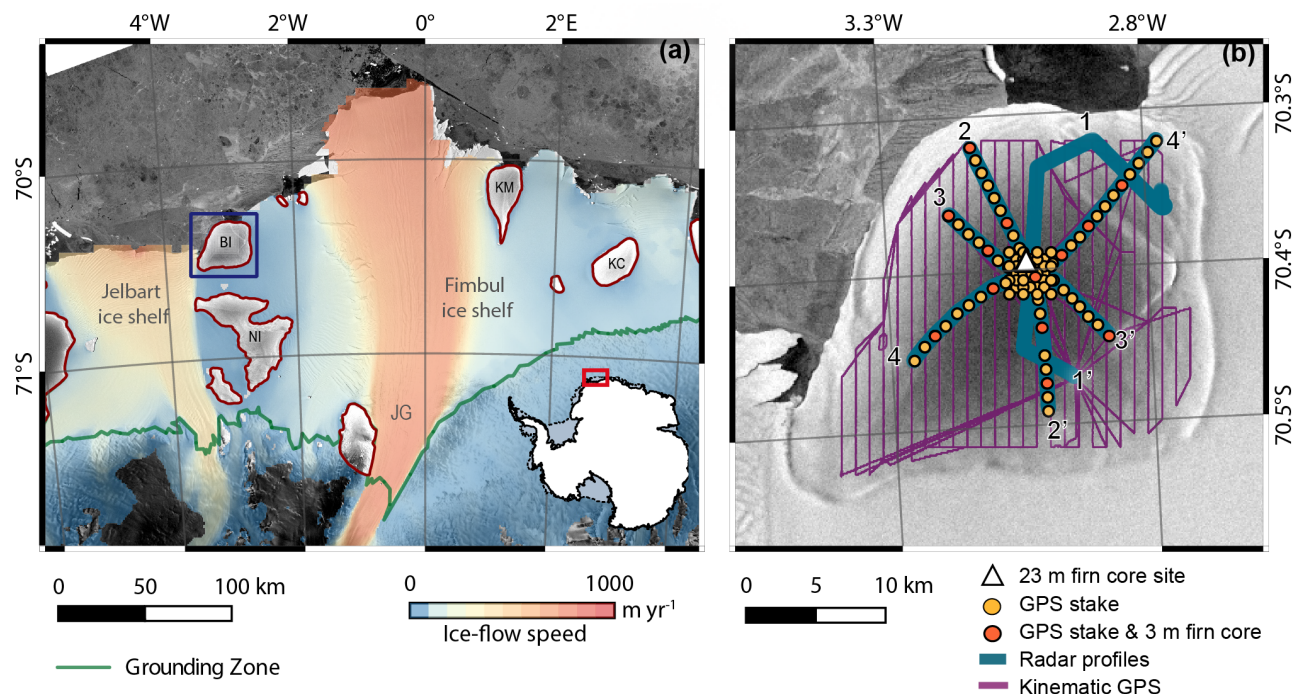 4°W 2°W 0° 2°E
(a)
70°S
71°S
BI
KM
KC
NI
JG
Jelbart
ice shelf
Fimbul
ice shelf
0 50 100 km
0 1000
m yr-1
Ice-flow speed
Grounding Zone
3.3°W 2.8°W
(b)
70.3°S
70.4°S
70.5°S
2
1
4'
3
4
3'
1'
2'
0 5 10 km
23 m firn core site
GPS stake
GPS stake & 3 m firn core
Radar profiles
Kinematic GPS